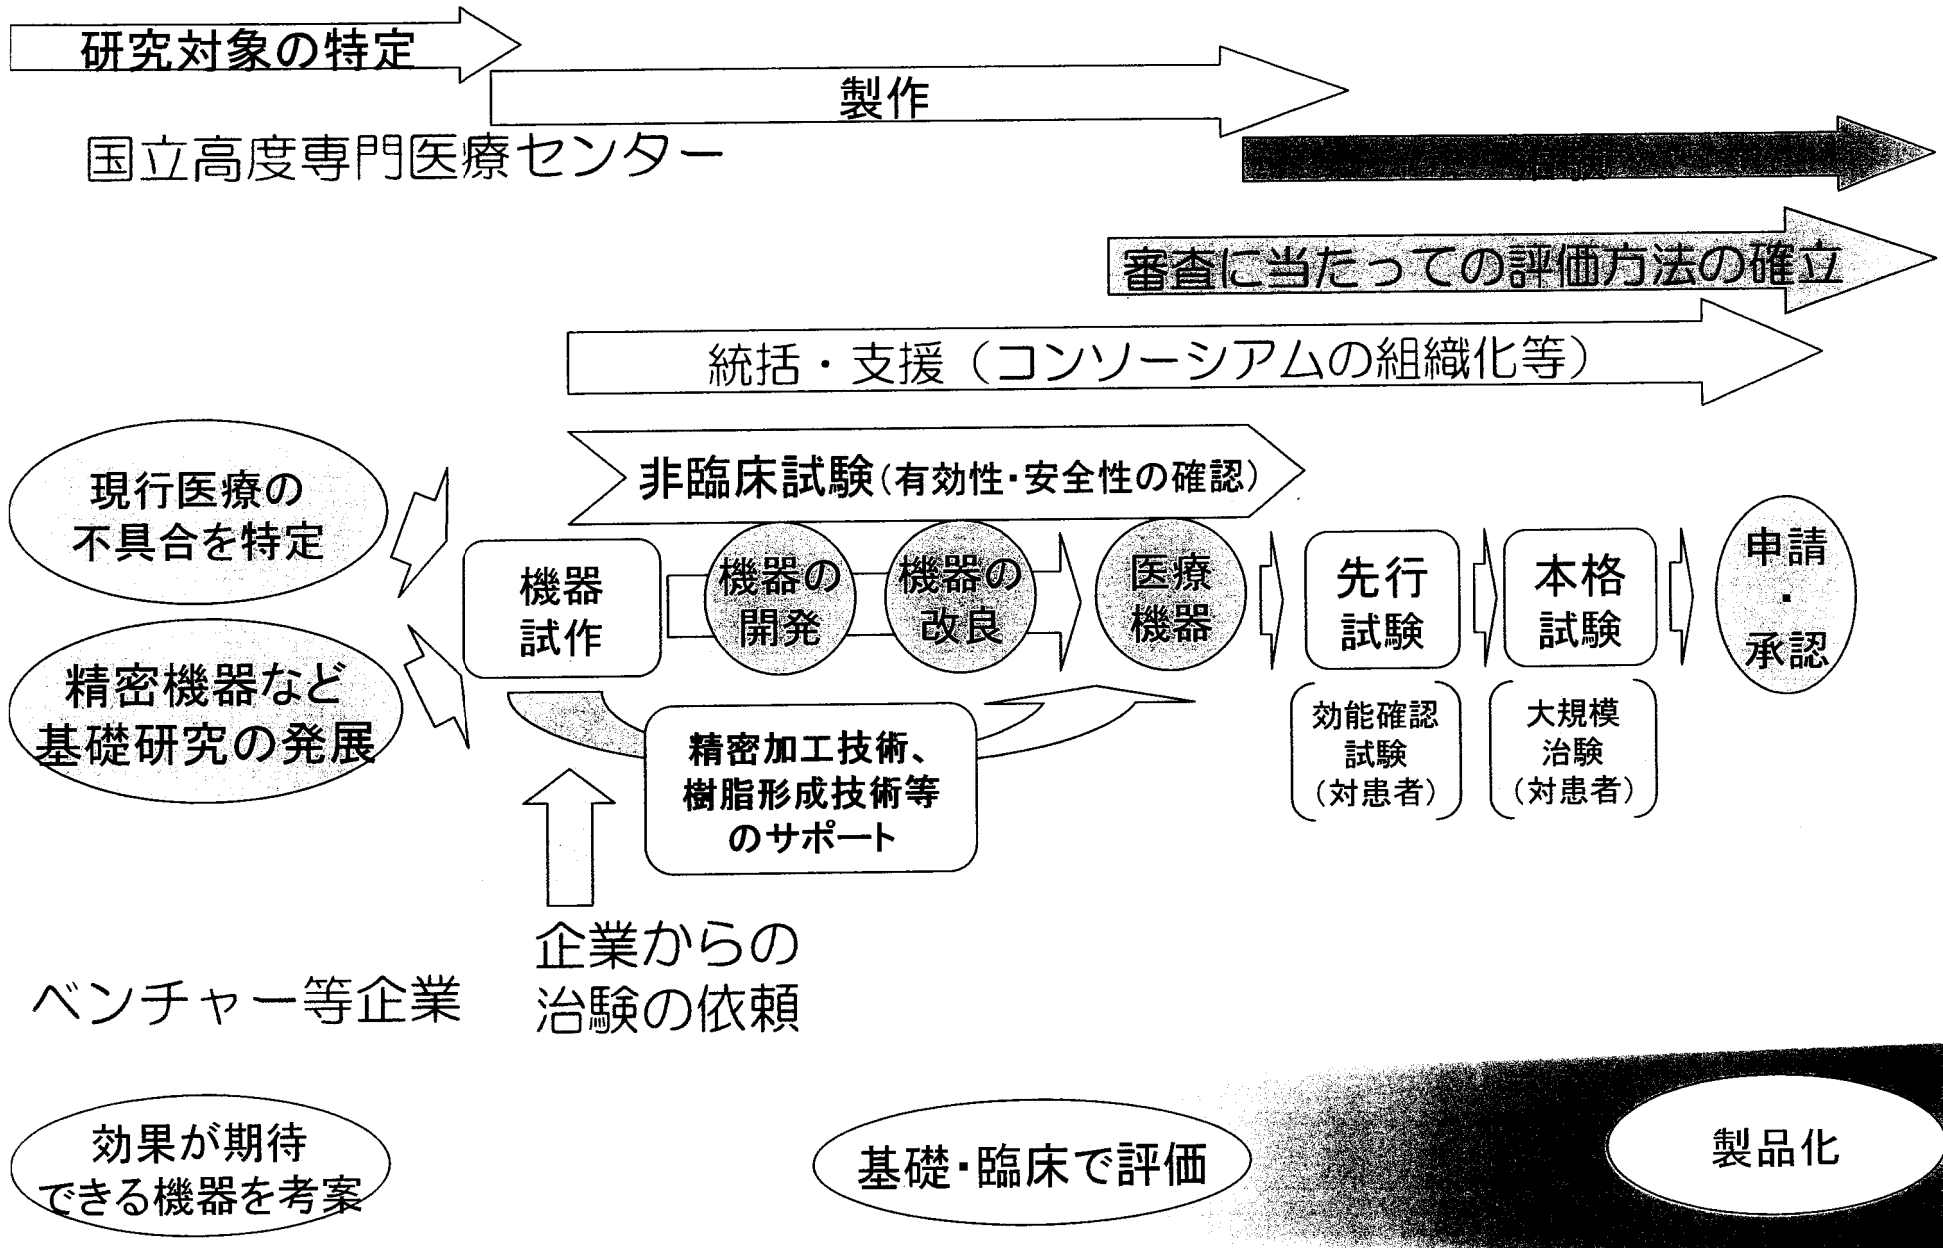 研究対象の特定
製作
国立高度専門医療センター
審査に当たっての評価方法の確立
統括・支援（コンソーシアムの組織化等）
非臨床試験（有効性・安全性の確認）
現行医療の
不具合を特定
精密機器など
基礎研究の発展
機器
試作
機器の
開発
機器の
改良
医療
機器
先行
試験
本格
試験
申請
・
承認
効能確認
試験
（対患者）
大規模
治験
（対患者）
精密加工技術、
樹脂形成技術等
のサポート
企業からの
治験の依頼
ベンチャー等企業
効果が期待
できる機器を考案
基礎・臨床で評価
製品化